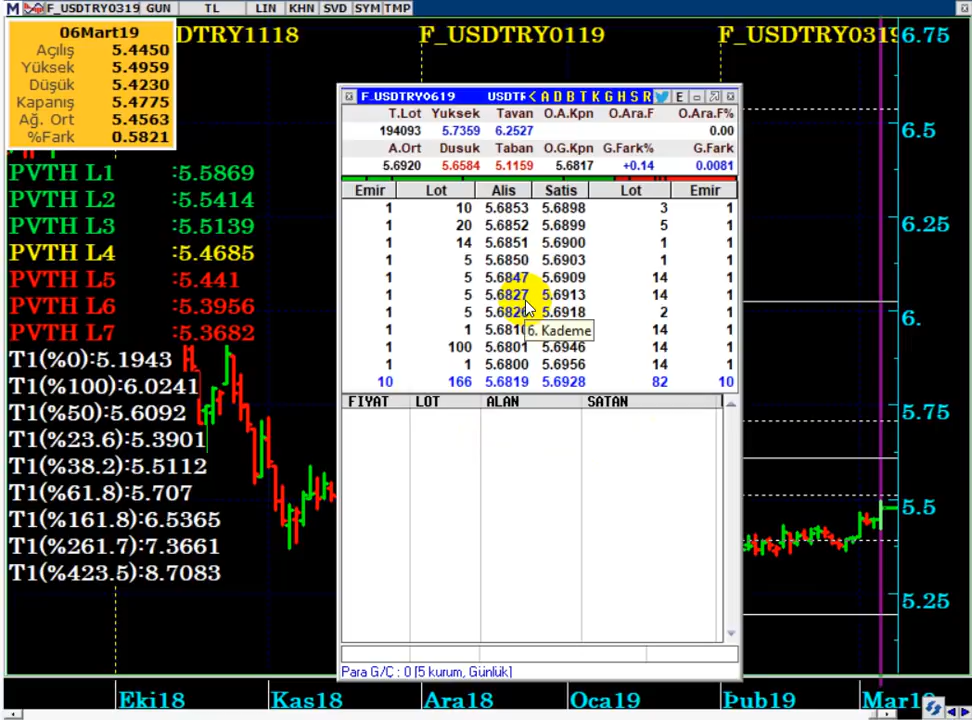 M F_USDTRY0319 GUN TL LIN KHN SVD SYM TMP
06Mart19
Açılış 5.4450
Yüksek 5.4959
Düşük 5.4230
Kapanış 5.4775
Ağ. Ort 5.4563
%Fark 0.5821
DTRY1118 F_USDTRY0119 F_USDTRY0319
PVTH L1 :5.5869
PVTH L2 :5.5414
PVTH L3 :5.5139
PVTH L4 :5.4685
PVTH L5 :5.441
PVTH L6 :5.3956
PVTH L7 :5.3682
T1(%0):5.1943
T1(%100):6.0241
T1(%50):5.6092
T1(%23.6):5.3901
T1(%38.2):5.5112
T1(%61.8):5.707
T1(%161.8):6.5365
T1(%261.7):7.3661
T1(%423.5):8.7083
F_USDTRY0619 USDTF < A D B T K G H S R E
T.Lot Yuksek Tavan O.A.Kpn O.Ara.F O.Ara.F%
194093 5.7359 6.2527 0.00
A.Ort Dusuk Taban O.G.Kpn G.Fark% G.Fark
5.6920 5.6584 5.1159 5.6817 +0.14 0.0081
Emir Lot Alis Satis Lot Emir
1 10 5.6853 5.6898 3 1
1 20 5.6852 5.6899 5 1
1 14 5.6851 5.6900 1 1
1 5 5.6850 5.6903 1 1
1 5 5.6847 5.6909 14 1
1 5 5.6827 5.6913 14 1
1 5 5.682 5.6918 2 1
1 1 5.681 14 1
6. Kademe
1 100 5.6801 5.6946 14 1
1 1 5.6800 5.6956 14 1
10 166 5.6819 5.6928 82 10
FIYAT LOT ALAN SATAN
Para G/Ç : 0 [5 kurum, Günlük]
6.75
6.5
6.25
6.
5.75
5.5
5.25
Eki18 Kas18 Ara18 Oca19 Þub19 Mar19